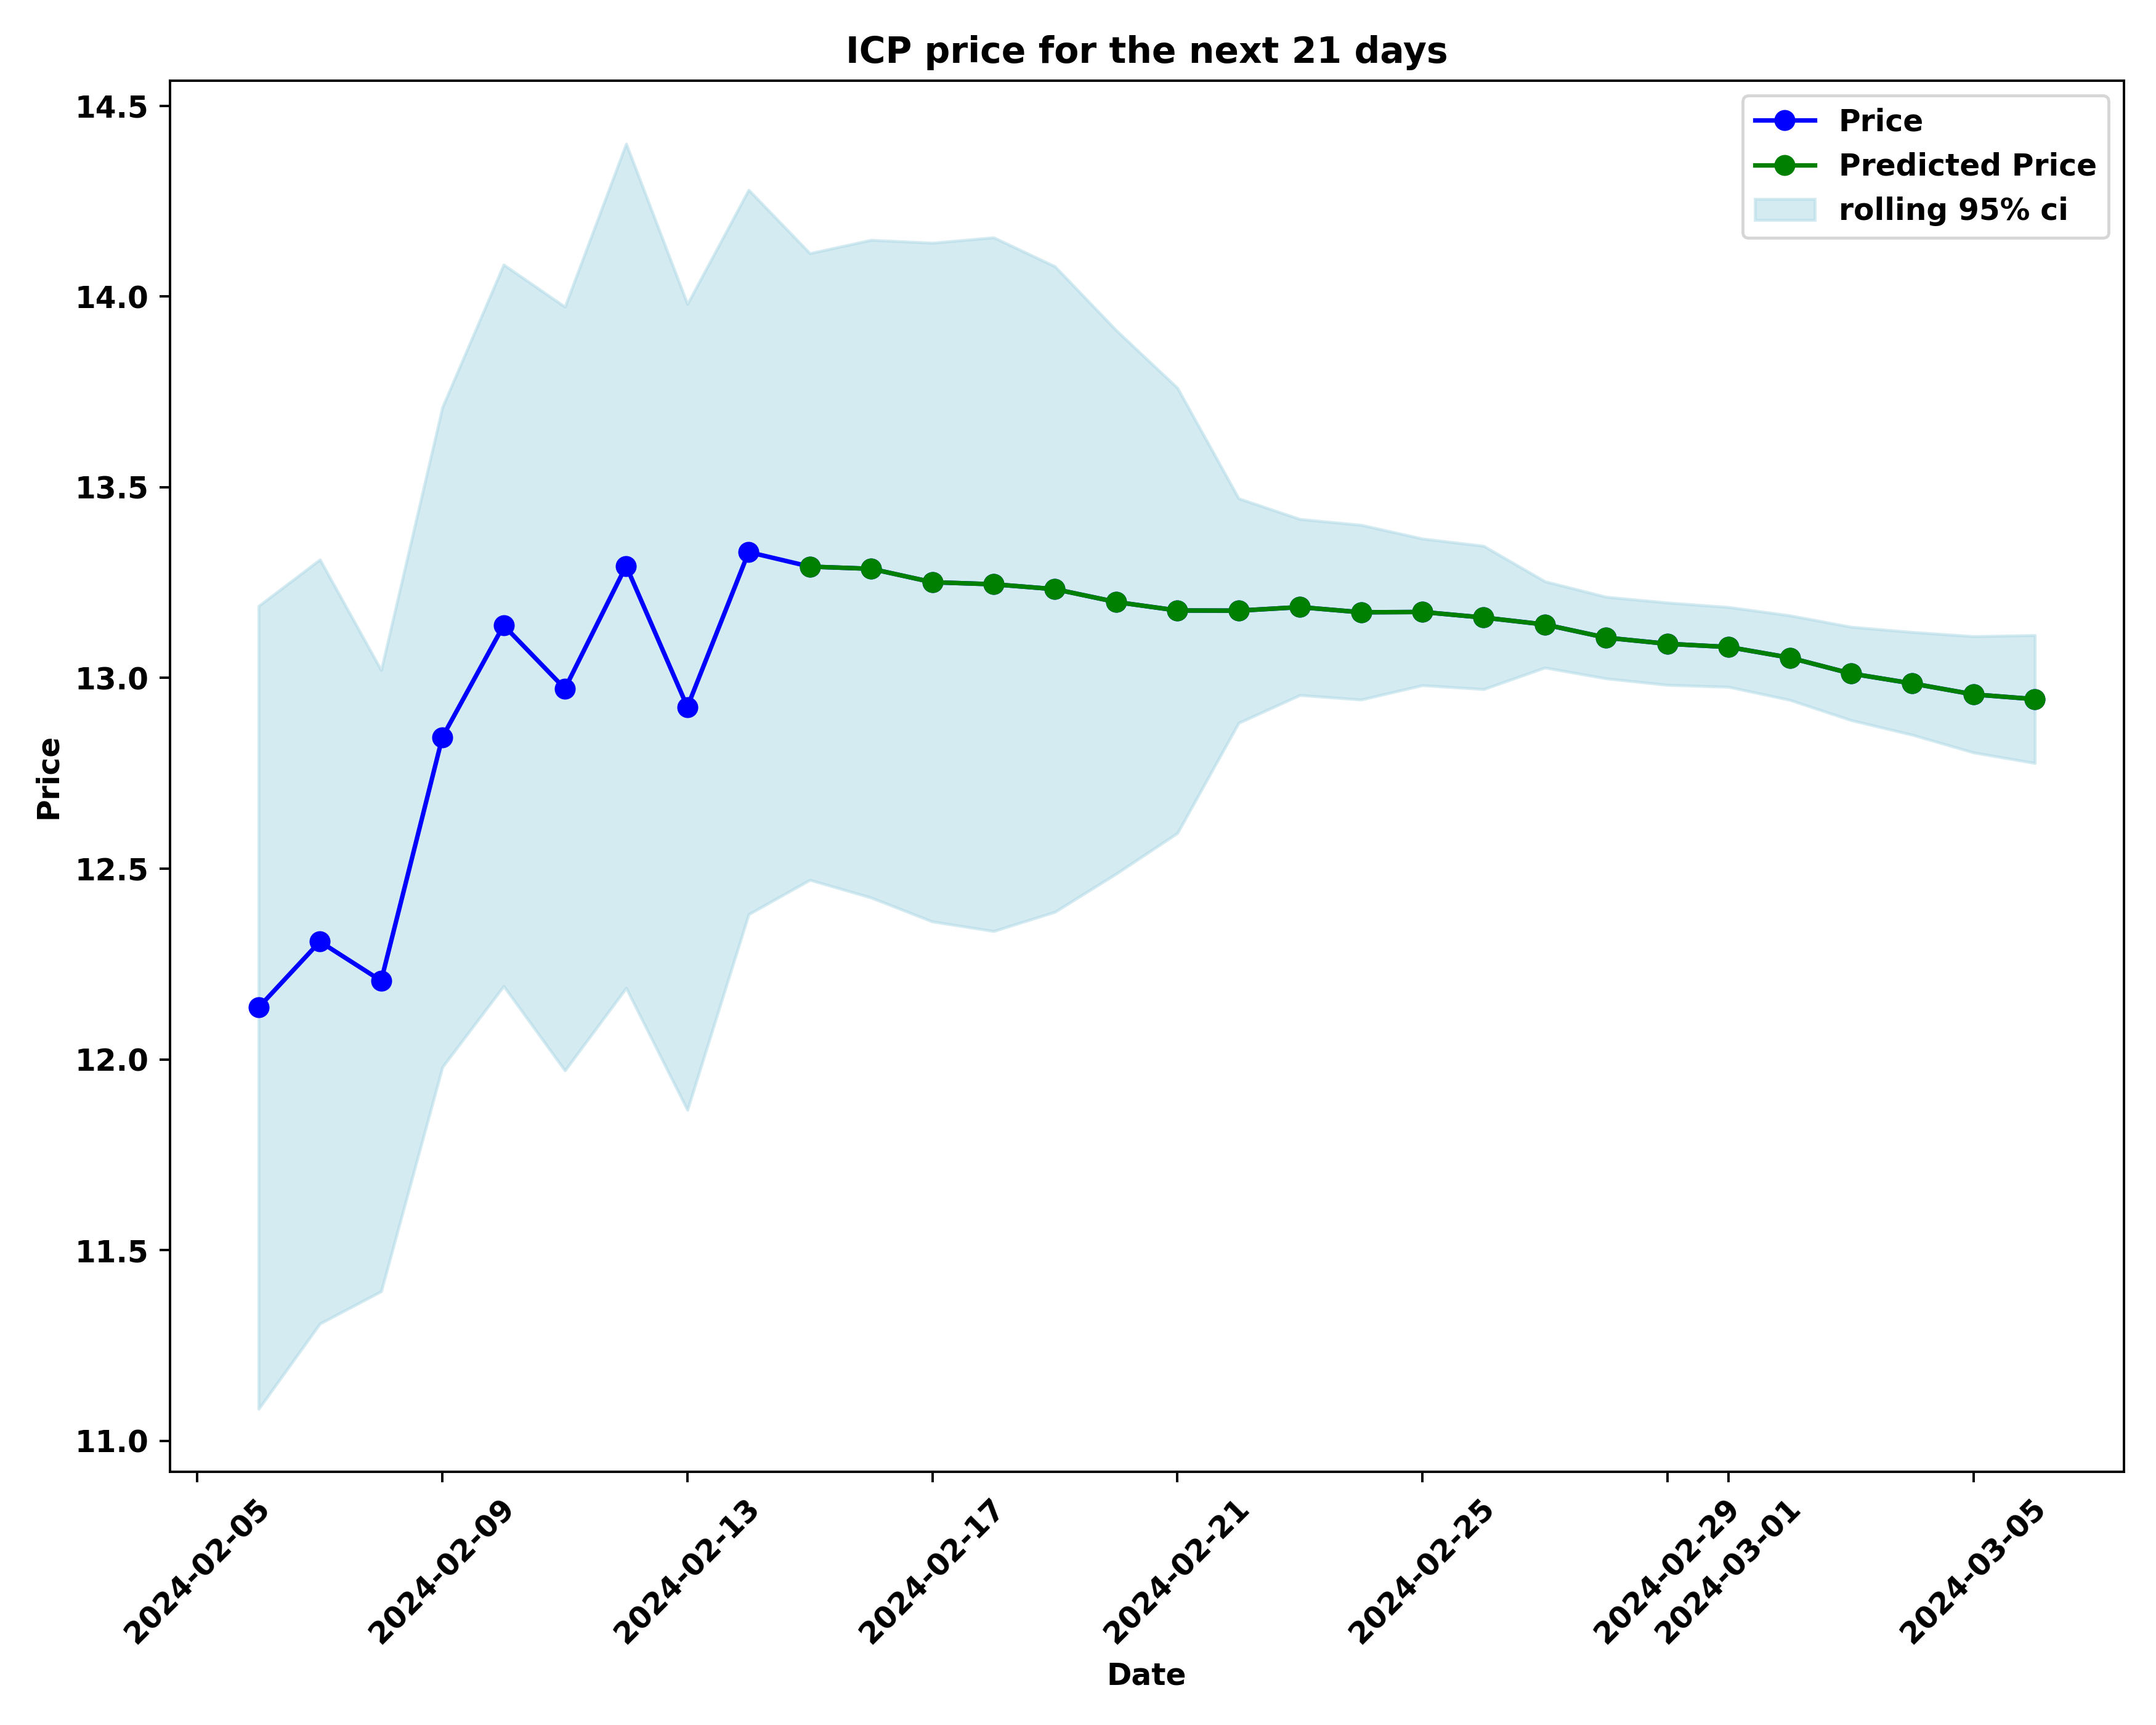 ICP price for the next 21 days
Price
Predicted Price
rolling 95% ci
14.5
14.0
13.5
13.0
12.5
12.0
11.5
11.0
Price
2024-02-05
2024-02-09
2024-02-13
2024-02-17
2024-02-21
2024-02-25
2024-02-29
2024-03-01
2024-03-05
Date